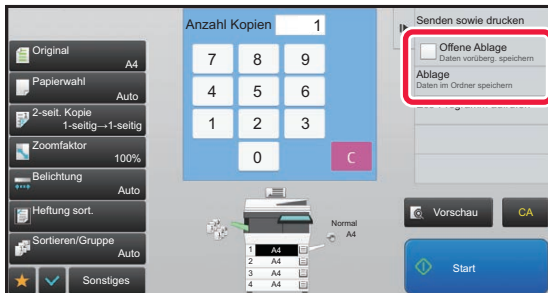 Anzahl Kopien 1
Original
A4
Papierwahl
Auto
2-seit. Kopie
1-seitig→1-seitig
Zoomfaktor
100%
Belichtung
Auto
Heftung sort.
Sortieren/Gruppe
Auto
Sonstiges
7 8 9
4 5 6
1 2 3
0 C
Normal
A4
1 A4
2 A4
3 A4
4 A4
Senden sowie drucken
Offene Ablage
Daten vorüberg. speichern
Ablage
Daten im Ordner speichern
Vorschau
CA
Start